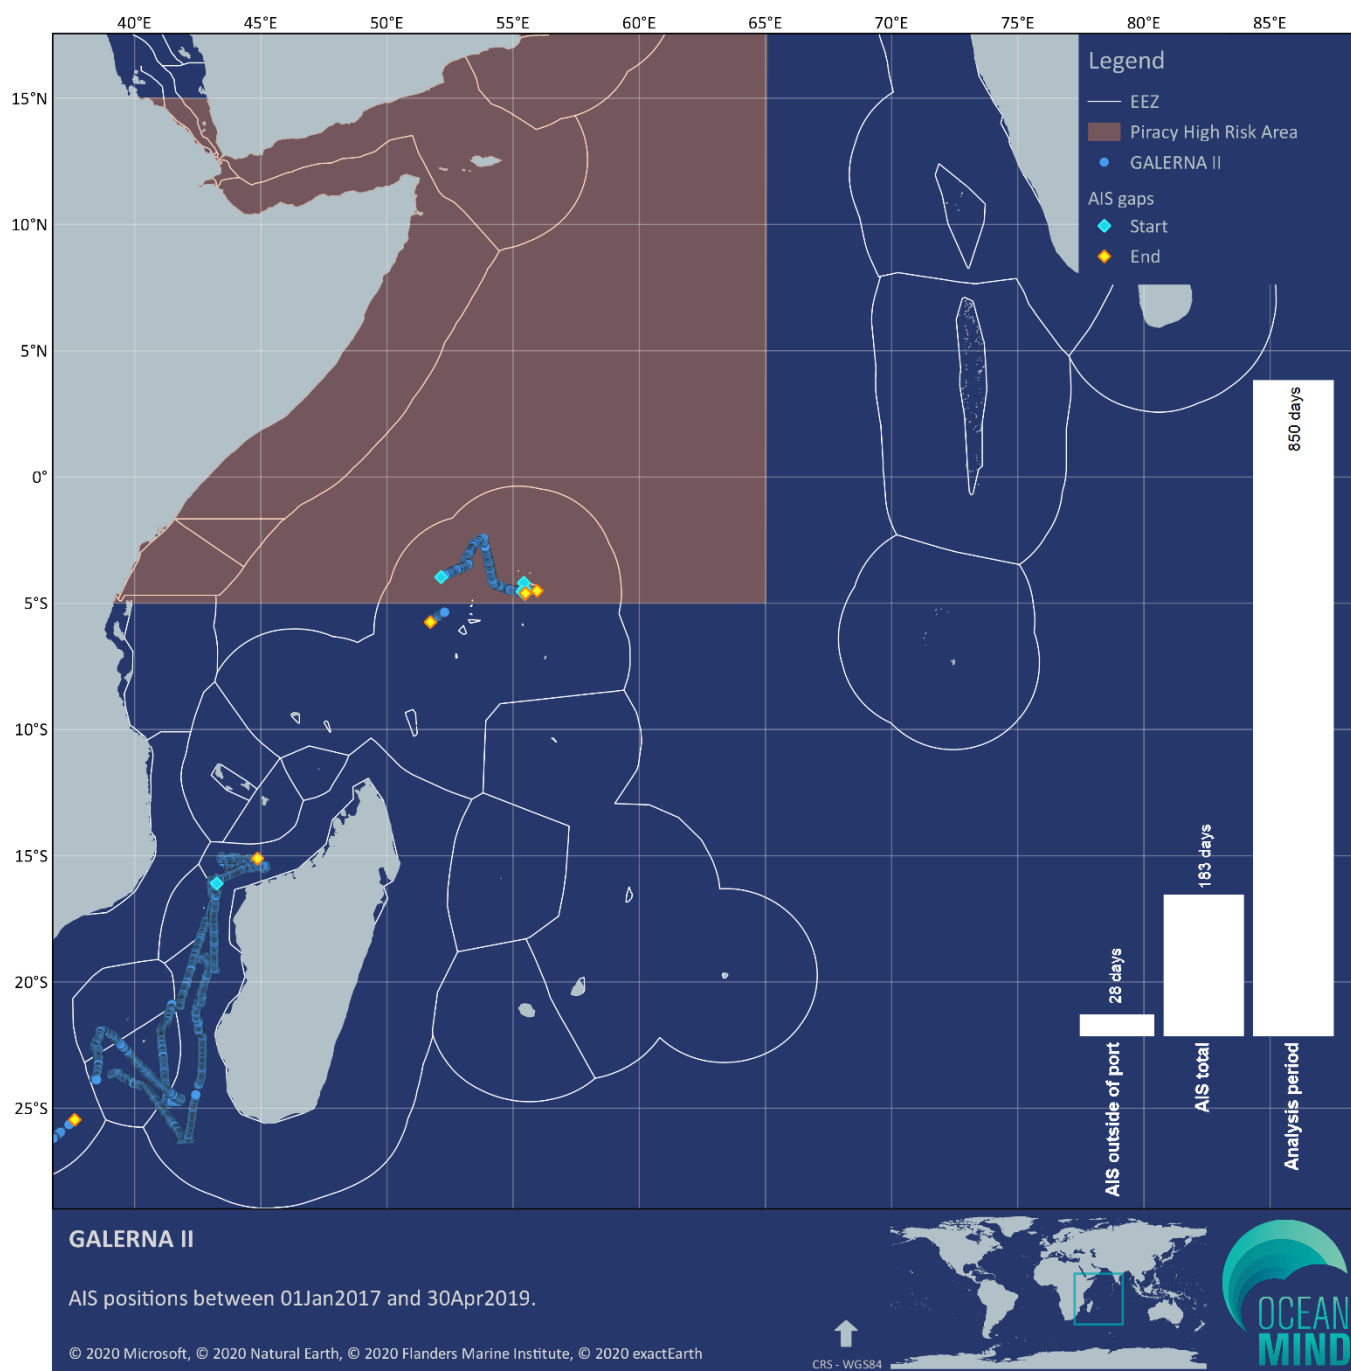 40°E 45°E 50°E 55°E 60°E 65°E 70°E 75°E 80°E 85°E
15°N
10°N
5°N
0°
5°S
10°S
15°S
20°S
25°S
Legend
EEZ
Piracy High Risk Area
GALERNA II
AIS gaps
Start
End
28 days
183 days
850 days
AIS outside of port
AIS total
Analysis period
GALERNA II
AIS positions between 01Jan2017 and 30Apr2019.
© 2020 Microsoft, © 2020 Natural Earth, © 2020 Flanders Marine Institute, © 2020 exactEarth
CRS - WGS84
OCEAN
MIND